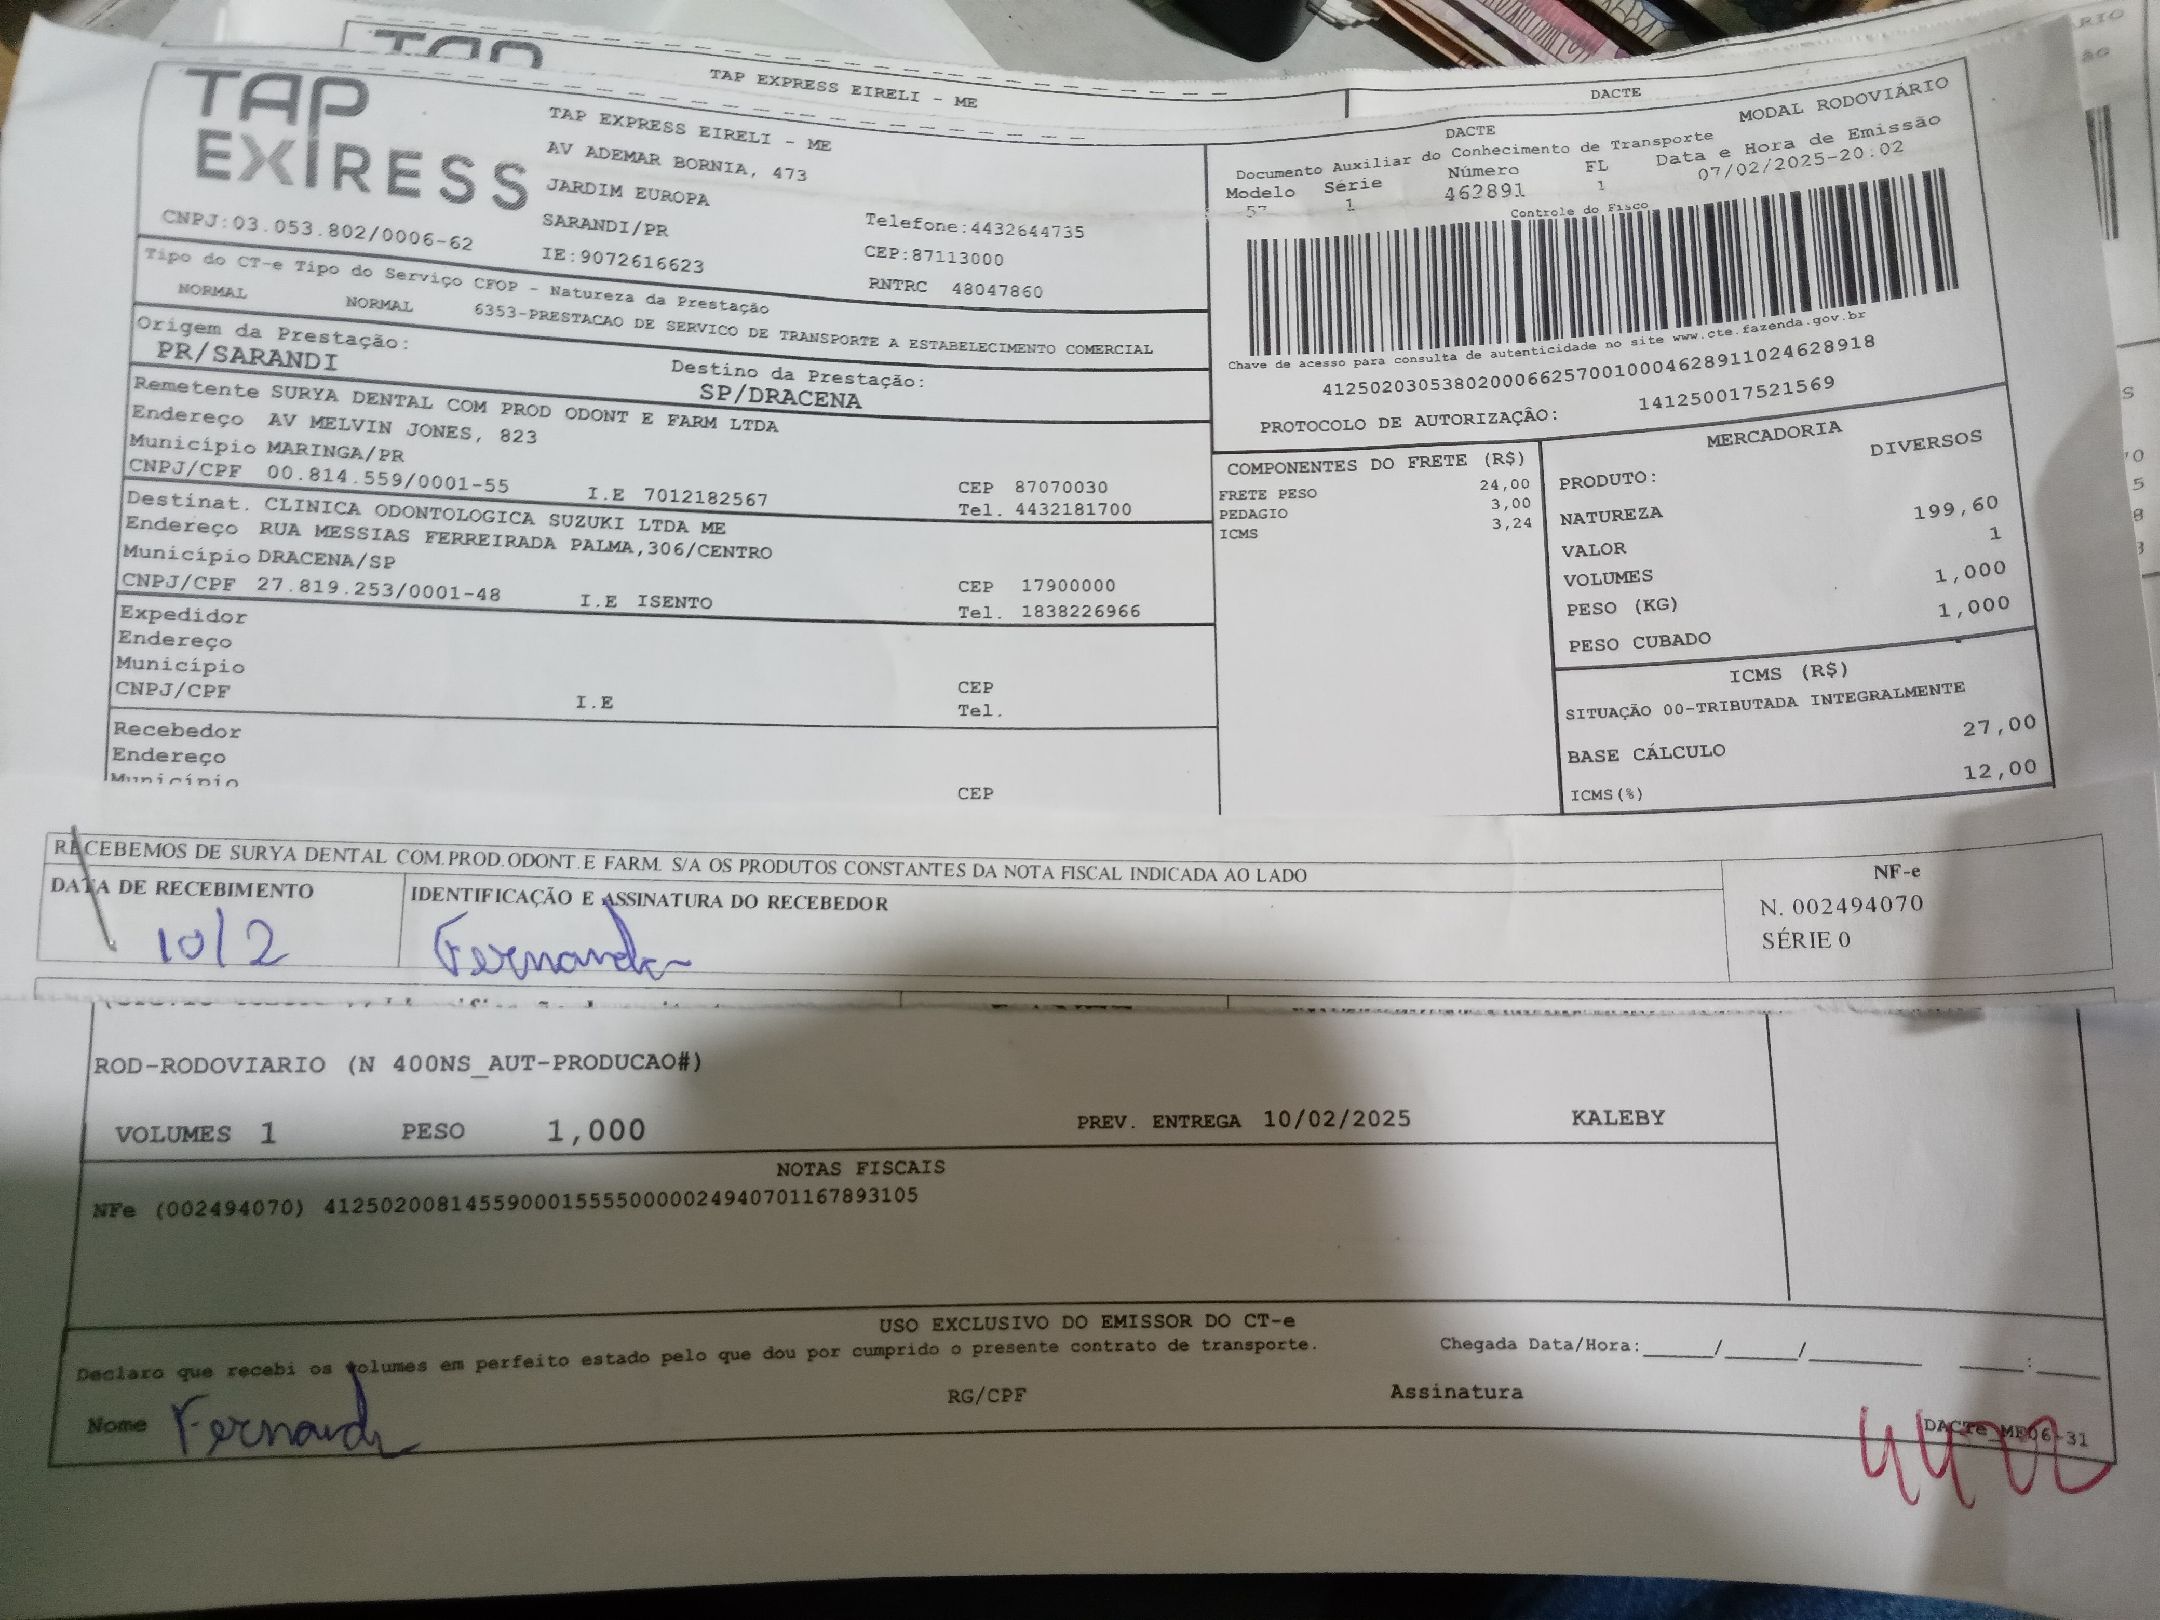 TAP EXPRESS EIRELI - ME
DACTE
TAP
EXPRESS
CNPJ:03.053.802/0006-62
TAP EXPRESS EIRELI - ME
AV ADEMAR BORNIA, 473
JARDIM EUROPA
SARANDI/PR
IE:9072616623
Telefone:4432644735
CEP:87113000
RNTRC 48047860
DACTE
MODAL RODOVIÁRIO
Documento Auxiliar do Conhecimento de Transporte
Modelo Série Número FL Data e Hora de Emissão
57 1 462891 1 07/02/2025-20:02
Controle do Fisco
Chave de acesso para consulta de autenticidade no site www.cte.fazenda.gov.br
41250203053802000662570010004628911024628918
PROTOCOLO DE AUTORIZAÇÃO: 141250017521569
Tipo do CT-e Tipo do Serviço CFOP - Natureza da Prestação
NORMAL NORMAL 6353-PRESTACAO DE SERVICO DE TRANSPORTE A ESTABELECIMENTO COMERCIAL
Origem da Prestação: Destino da Prestação:
PR/SARANDI SP/DRACENA
Remetente SURYA DENTAL COM PROD ODONT E FARM LTDA
Endereço AV MELVIN JONES, 823
Município MARINGA/PR CEP 87070030
CNPJ/CPF 00.814.559/0001-55 I.E 7012182567 Tel. 4432181700
Destinat. CLINICA ODONTOLOGICA SUZUKI LTDA ME
Endereço RUA MESSIAS FERREIRADA PALMA,306/CENTRO
Município DRACENA/SP CEP 17900000
CNPJ/CPF 27.819.253/0001-48 I.E ISENTO Tel. 1838226966
Expedidor
Endereço
Município CEP
CNPJ/CPF I.E Tel.
Recebedor
Endereço
Município CEP
COMPONENTES DO FRETE (R$)
FRETE PESO 24,00
PEDAGIO 3,00
ICMS 3,24
MERCADORIA
PRODUTO: DIVERSOS
NATUREZA
VALOR 199,60
VOLUMES 1
PESO (KG) 1,000
PESO CUBADO 1,000
ICMS (R$)
SITUAÇÃO 00-TRIBUTADA INTEGRALMENTE
BASE CÁLCULO 27,00
ICMS(%) 12,00
RECEBEMOS DE SURYA DENTAL COM.PROD.ODONT.E FARM. S/A OS PRODUTOS CONSTANTES DA NOTA FISCAL INDICADA AO LADO
DATA DE RECEBIMENTO IDENTIFICAÇÃO E ASSINATURA DO RECEBEDOR
10/2 Fernanda
NF-e
N. 002494070
SÉRIE 0
ROD-RODOVIARIO (N 400NS_AUT-PRODUCAO#)
VOLUMES 1 PESO 1,000 PREV. ENTREGA 10/02/2025 KALEBY
NOTAS FISCAIS
NFe (002494070) 41250200814559000155550000024940701167893105
USO EXCLUSIVO DO EMISSOR DO CT-e
Declaro que recebi os volumes em perfeito estado pelo que dou por cumprido o presente contrato de transporte. Chegada Data/Hora:_____/_____/________ ____:____
Nome Fernanda RG/CPF Assinatura
DACTe_ME06-31